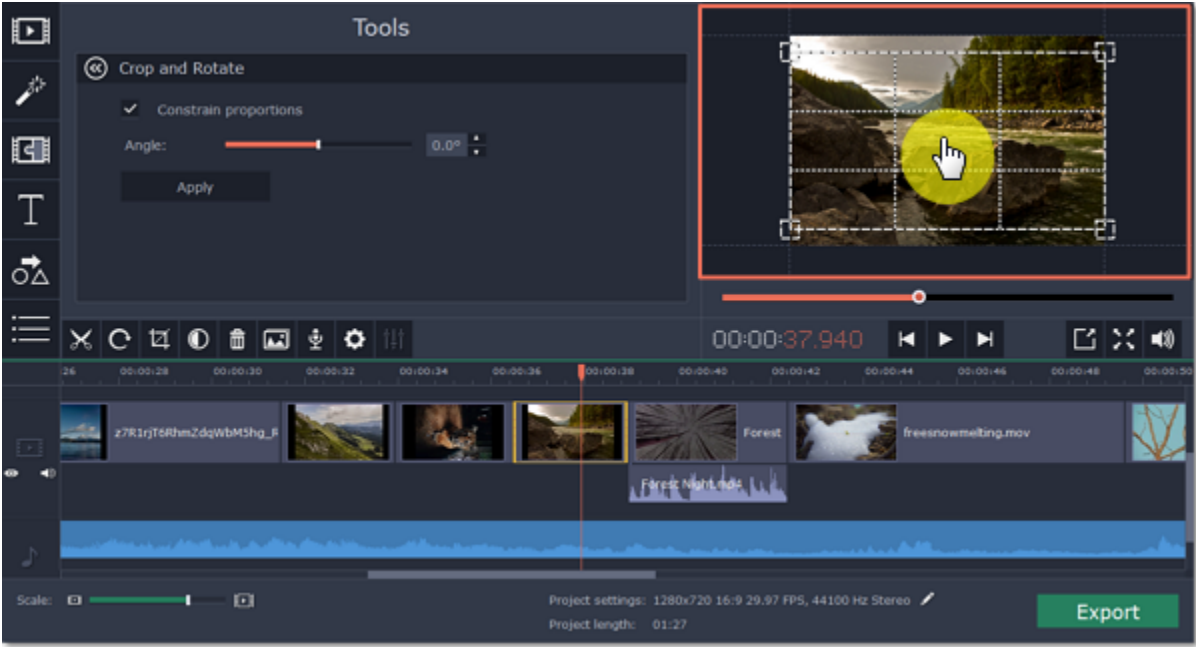 Tools
Crop and Rotate
Constrain proportions
Angle:
0.0°
Apply
T
00:00:37.940
26 00:00:28 00:00:30 00:00:32 00:00:34 00:00:36 00:00:38 00:00:40 00:00:42 00:00:44 00:00:46 00:00:48 00:00:50
z7R1rjT6RhmZdqWbM5hg_R
Forest
freesnowmelting.mov
Forest Night.mp4
Scale:
Project settings: 1280x720 16:9 29.97 FPS, 44100 Hz Stereo
Project length: 01:27
Export